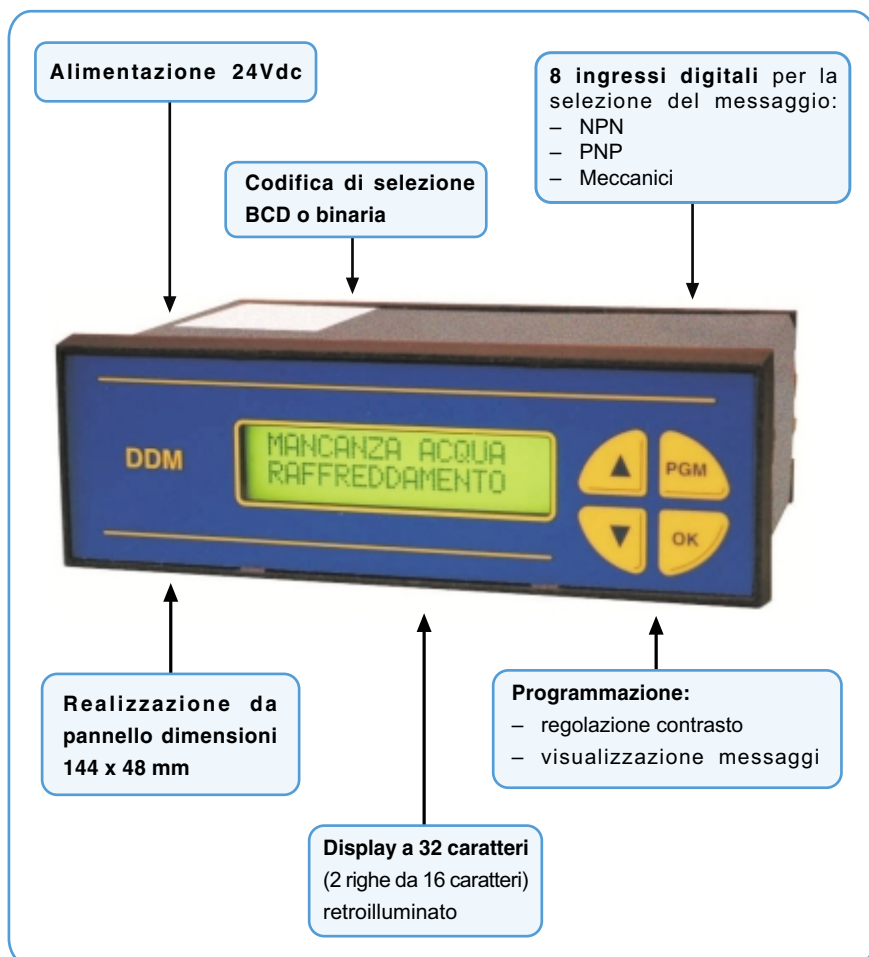 Alimentazione 24Vdc
8 ingressi digitali per la
selezione del messaggio:
– NPN
– PNP
– Meccanici
Codifica di selezione
BCD o binaria
DDM
MANCANZA ACQUA
RAFFREDDAMENTO
PGM
OK
Realizzazione da
pannello dimensioni
144 x 48 mm
Programmazione:
– regolazione contrasto
– visualizzazione messaggi
Display a 32 caratteri
(2 righe da 16 caratteri)
retroilluminato